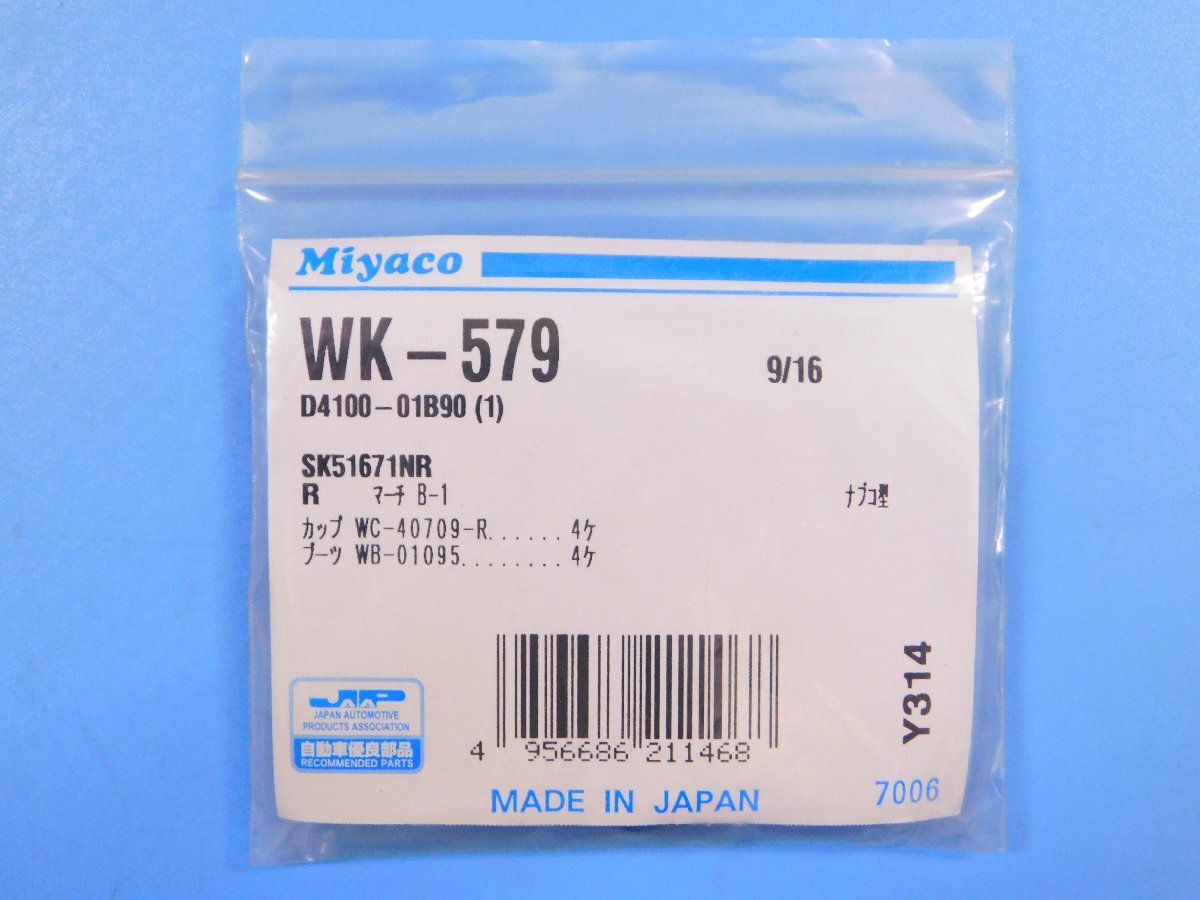 Miyaco
WK-579
9/16
D4100-01B90 (1)
SK51671NR
R ﾏｰﾁ B-1 ﾅﾌﾞｺ型
ｶｯﾌﾟ WC-40709-R...... 4ｹ
ﾌﾞｰﾂ WB-01095........ 4ｹ
Y314
JAPA
JAPAN AUTOMOTIVE
PRODUCTS ASSOCIATION
自動車優良部品
RECOMMENDED PARTS
4 956686 211468
MADE IN JAPAN
7006